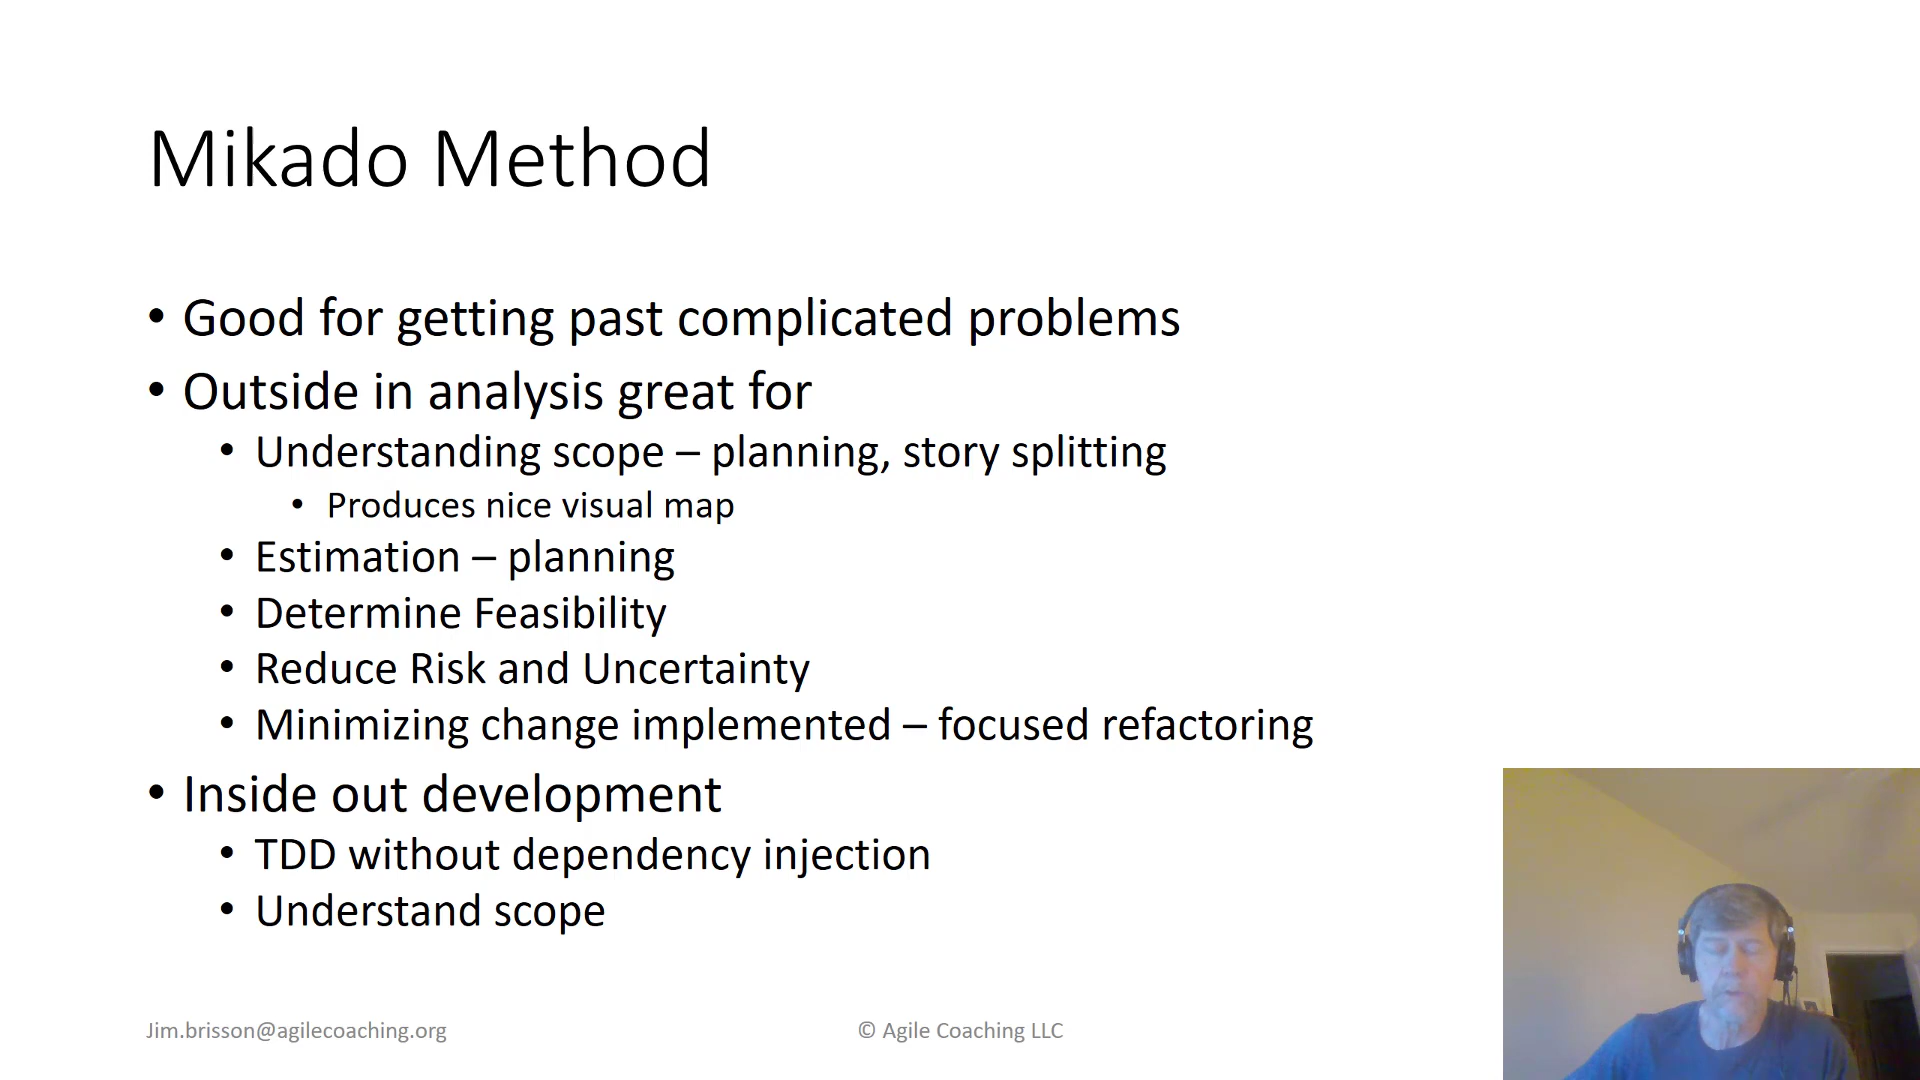 Mikado Method
• Good for getting past complicated problems
• Outside in analysis great for
• Understanding scope – planning, story splitting
• Produces nice visual map
• Estimation – planning
• Determine Feasibility
• Reduce Risk and Uncertainty
• Minimizing change implemented – focused refactoring
• Inside out development
• TDD without dependency injection
• Understand scope
Jim.brisson@agilecoaching.org
© Agile Coaching LLC